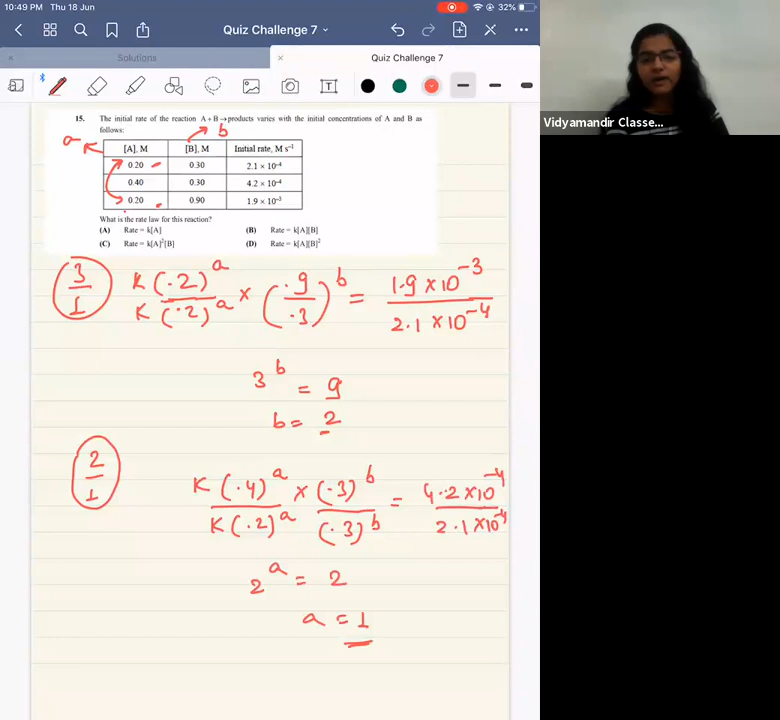 10:49 PM Thu 18 Jun 32%
Quiz Challenge 7
Solutions
Quiz Challenge 7
T
Vidyamandir Classe...
15. The initial rate of the reaction A + B → products varies with the initial concentrations of A and B as
follows:
a b
[A], M [B], M Initial rate, M s⁻¹
0.20 0.30 2.1 × 10⁻⁴
0.40 0.30 4.2 × 10⁻⁴
0.20 0.90 1.9 × 10⁻³
What is the rate law for this reaction?
(A) Rate = k[A] (B) Rate = k[A][B]
(C) Rate = k[A]²[B] (D) Rate = k[A][B]²
3/1 K(.2)^a / K(.2)^a × (.9/.3)^b = 1.9 × 10⁻³ / 2.1 × 10⁻⁴
3^b = 9
b = 2
2/1 K(.4)^a / K(.2)^a × (.3)^b / (.3)^b = 4.2 × 10⁻⁴ / 2.1 × 10⁻⁴
2^a = 2
a = 1